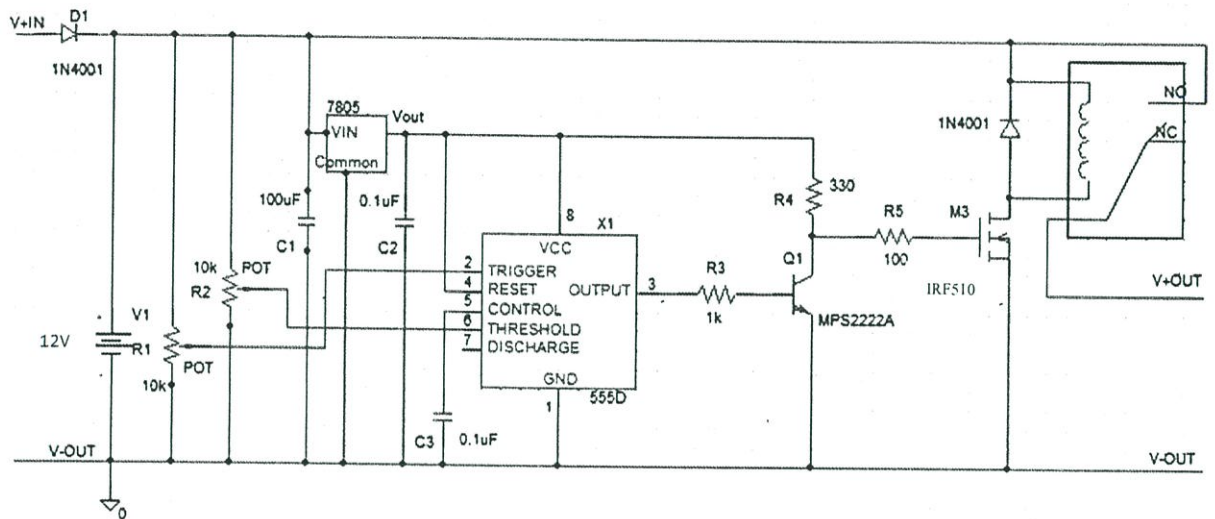 V+IN
D1
1N4001
7805
VIN
Vout
Common
1N4001
NO
NC
100uF
C1
0.1uF
C2
R4
330
8
X1
VCC
2
TRIGGER
4
RESET
5
CONTROL
6
THRESHOLD
7
DISCHARGE
OUTPUT
3
GND
1
555D
R3
1k
Q1
MPS2222A
R5
100
M3
IRF510
V+OUT
10k
POT
R2
V1
12V
R1
POT
10k
C3
0.1uF
V-OUT
V-OUT
0